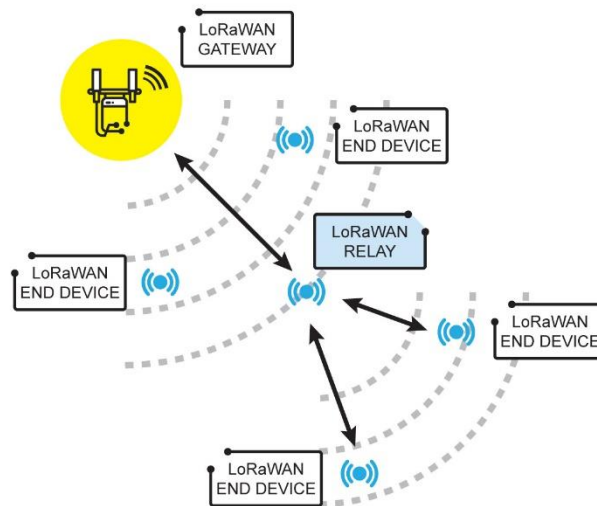 LoRaWAN
GATEWAY
LoRaWAN
END DEVICE
LoRaWAN
RELAY
LoRaWAN
END DEVICE
LoRaWAN
END DEVICE
LoRaWAN
END DEVICE